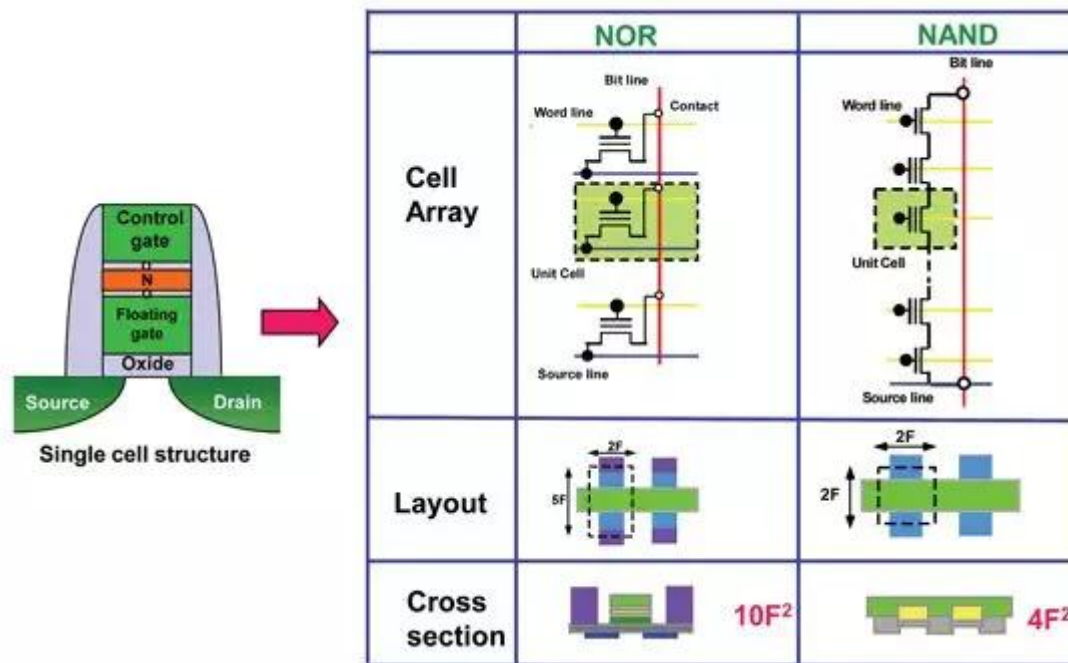 Control
gate
O
N
O
Floating
gate
Oxide
Source
Drain
Single cell structure
NOR
NAND
Cell
Array
Bit line
Word line
Contact
Unit Cell
Source line
Bit line
Word line
Unit Cell
Source line
Layout
2F
5F
2F
2F
Cross
section
10F²
4F²